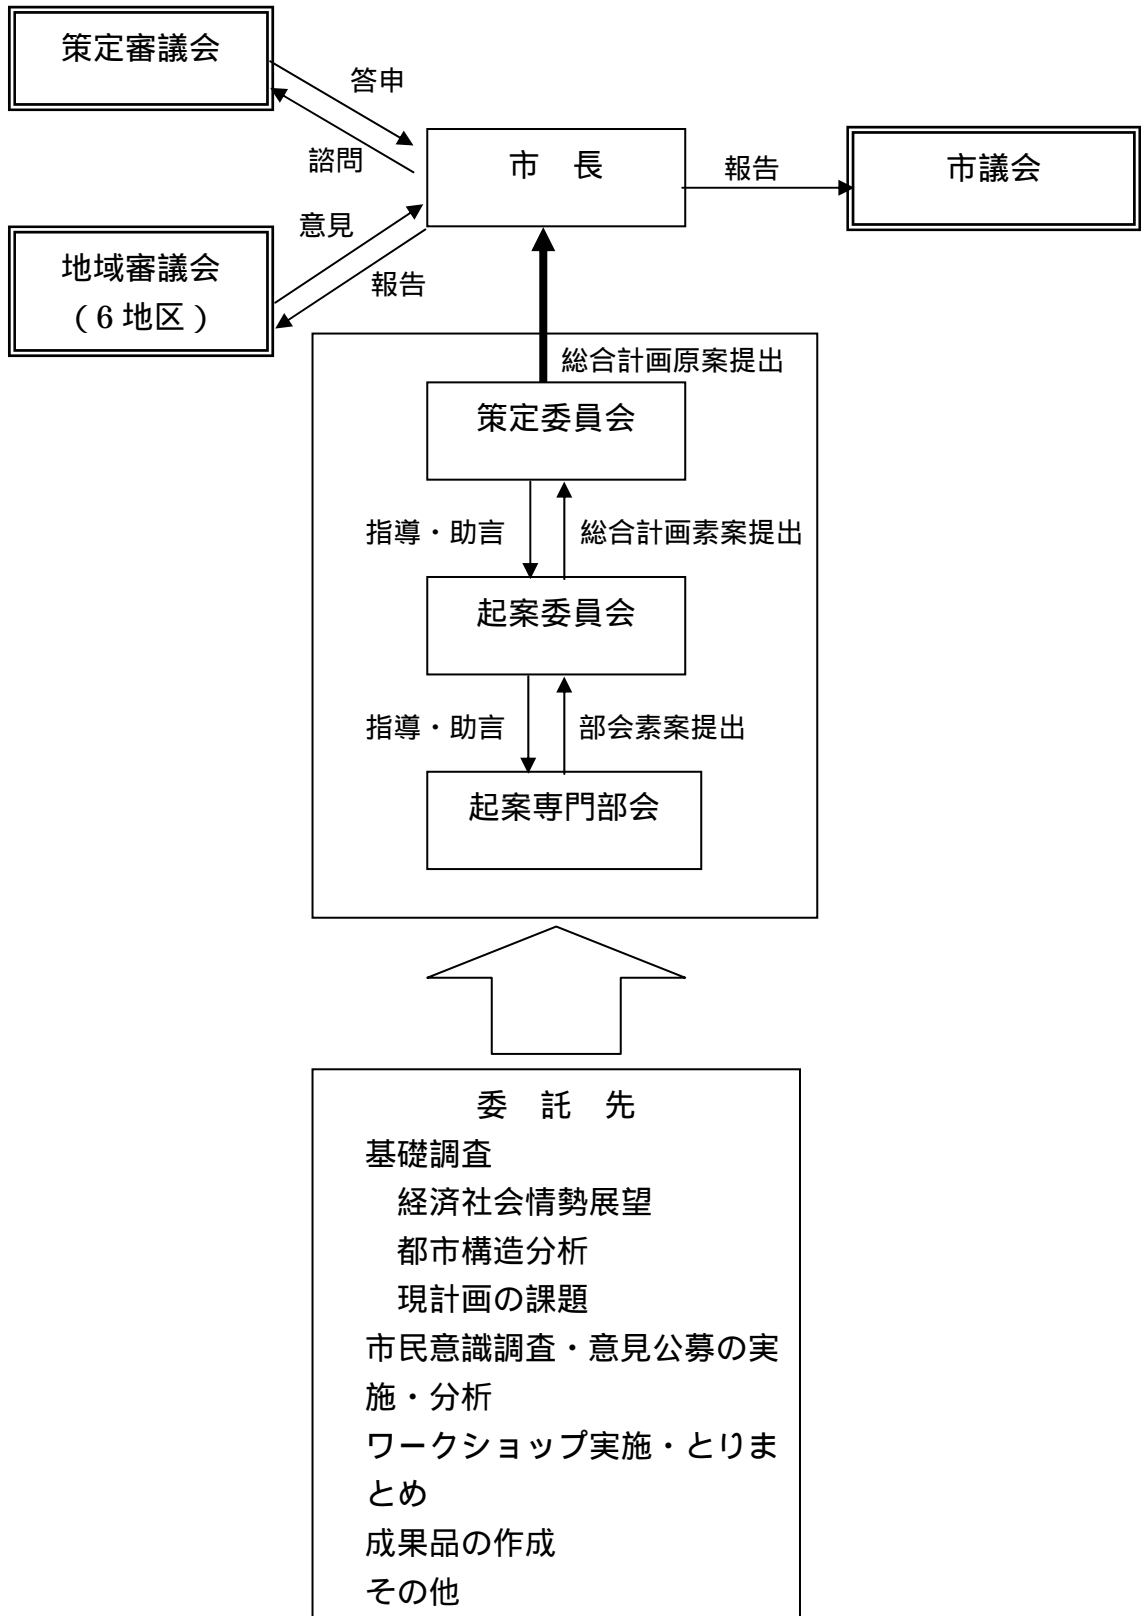 策定審議会
答申
諮問
市　長
報告
市議会
意見
地域審議会
（6 地区）
報告
総合計画原案提出
策定委員会
指導・助言
総合計画素案提出
起案委員会
指導・助言
部会素案提出
起案専門部会
委　託　先
基礎調査
経済社会情勢展望
都市構造分析
現計画の課題
市民意識調査・意見公募の実
施・分析
ワークショップ実施・とりま
とめ
成果品の作成
その他